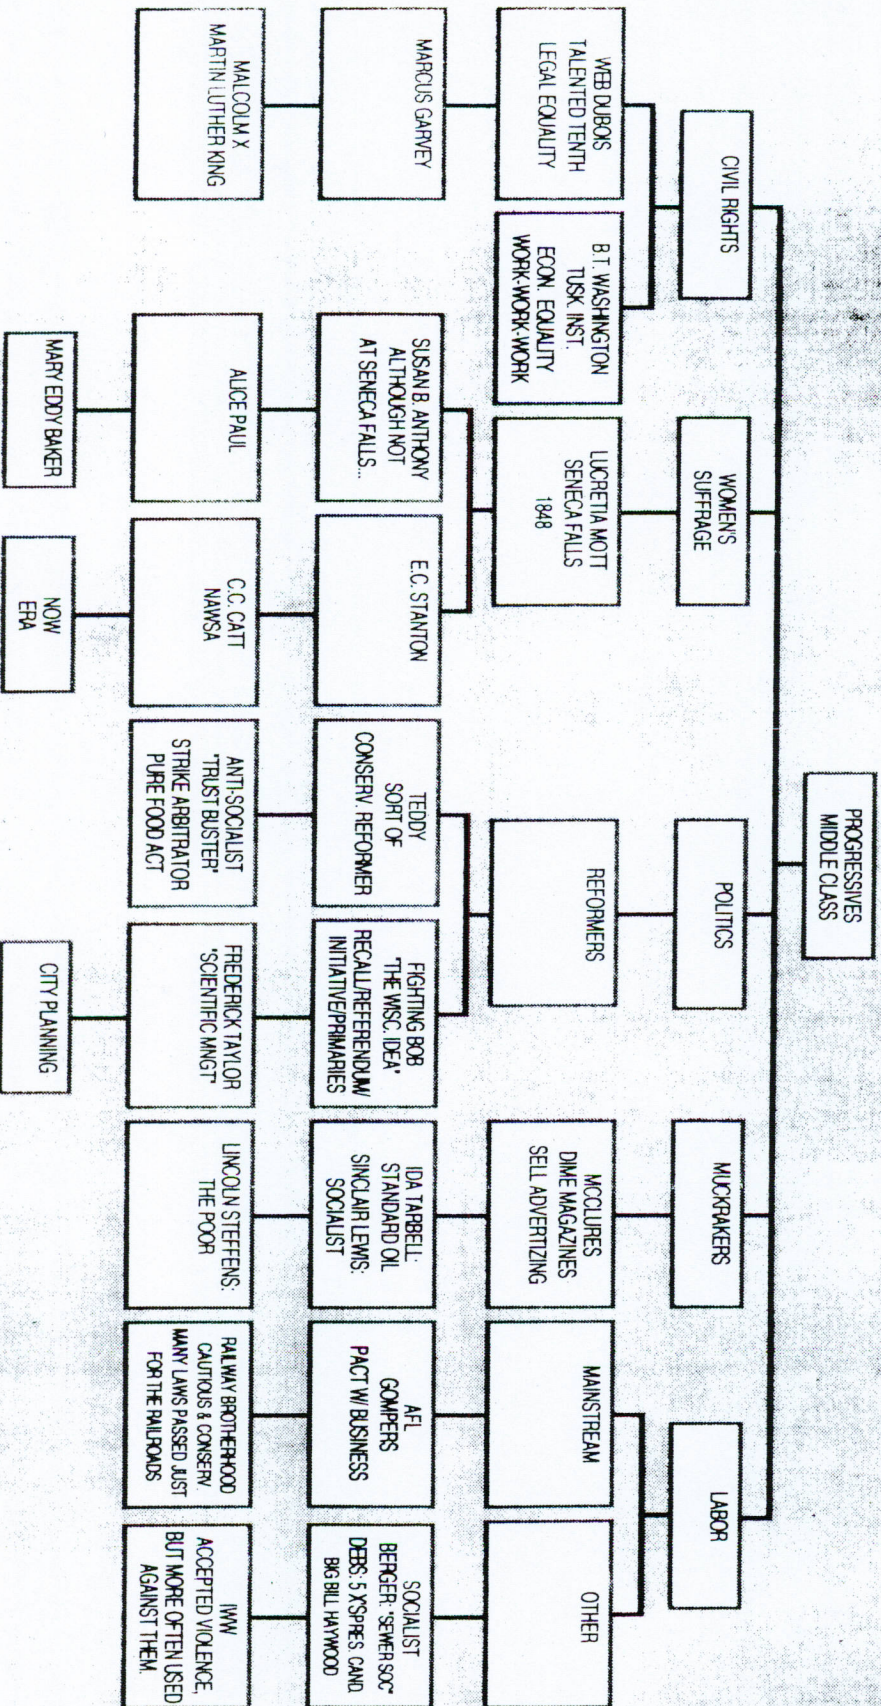 PROGRESSIVES
MIDDLE CLASS
CIVIL RIGHTS
WOMEN'S
SUFFRAGE
POLITICS
MUCKRAKERS
LABOR
WEB DUBOIS
TALENTED TENTH
LEGAL EQUALITY
B.T. WASHINGTON
TUSK. INST.
ECON. EQUALITY
WORK-WORK-WORK
LUCRETIA MOTT
SENECA FALLS
1848
REFORMERS
MCCLURES
DIME MAGAZINES
SELL ADVERTIZING
MAINSTREAM
OTHER
MARCUS GARVEY
SUSAN B. ANTHONY
ALTHOUGH NOT
AT SENECA FALLS...
E.C. STANTON
TEDDY
SORT OF
CONSERV. REFORMER
FIGHTING BOB
"THE WISC. IDEA"
RECALL/REFERENDUM/
INITIATIVE/PRIMARIES
IDA TARBELL:
STANDARD OIL
SINCLAIR LEWIS:
SOCIALIST
AFL
GOMPERS
PACT W/ BUSINESS
SOCIALIST
BERGER: "SEWER SOC"
DEBS: 5 X'S PRES. CAND.
BIG BILL HAYWOOD
MALCOLM X
MARTIN LUTHER KING
ALICE PAUL
C.C. CATT
NAWSA
ANTI-SOCIALIST
"TRUST BUSTER"
STRIKE ARBITRATOR
PURE FOOD ACT
FREDERICK TAYLOR
"SCIENTIFIC MNGT"
LINCOLN STEFFENS:
THE POOR
RAILWAY BROTHERHOOD
CAUTIOUS & CONSERV.
MANY LAWS PASSED JUST
FOR THE RAILROADS
IWW
ACCEPTED VIOLENCE,
BUT MORE OFTEN USED
AGAINST THEM.
MARY EDDY BAKER
NOW
ERA
CITY PLANNING